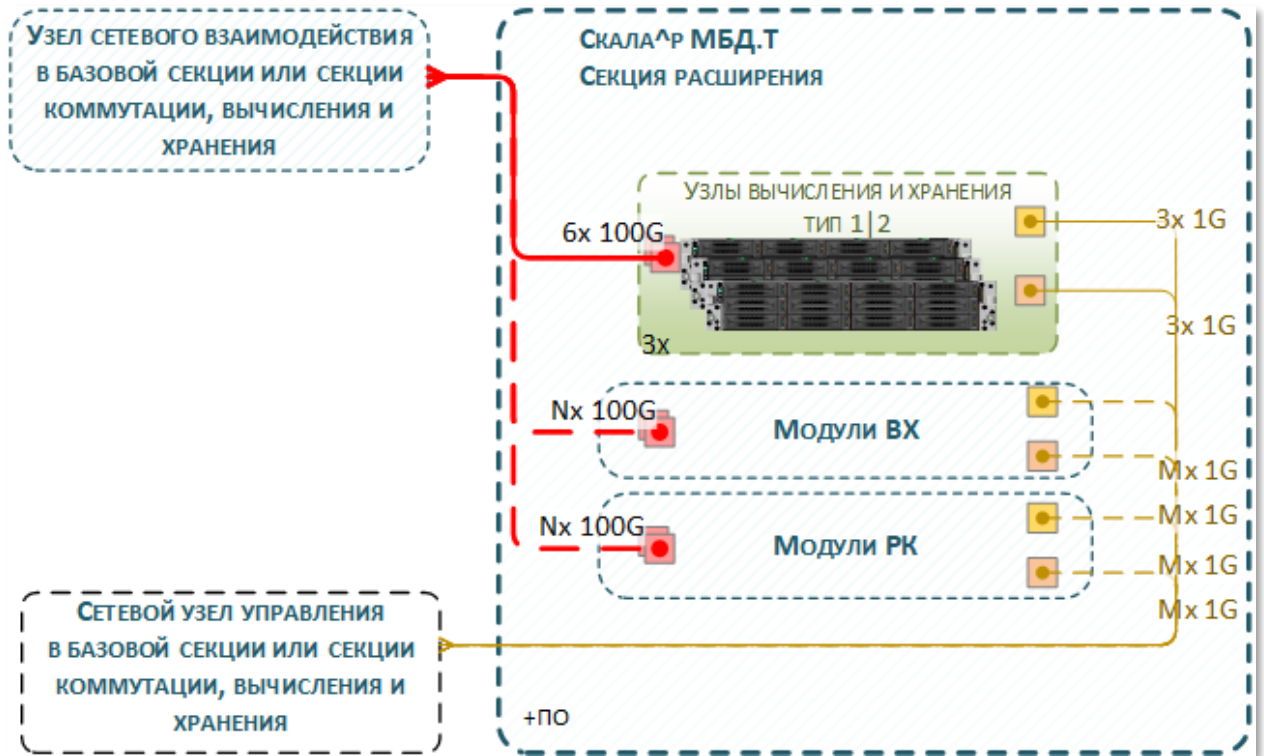 Узел сетевого взаимодействия
в базовой секции или секции
коммутации, вычисления и
хранения
Скала^р МБД.Т
Секция расширения
Узлы вычисления и хранения
тип 1|2
6x 100G
3x
3x 1G
3x 1G
Nx 100G
Модули ВХ
Mx 1G
Nx 100G
Модули РК
Mx 1G
Mx 1G
Mx 1G
Сетевой узел управления
в базовой секции или секции
коммутации, вычисления и
хранения
+ПО